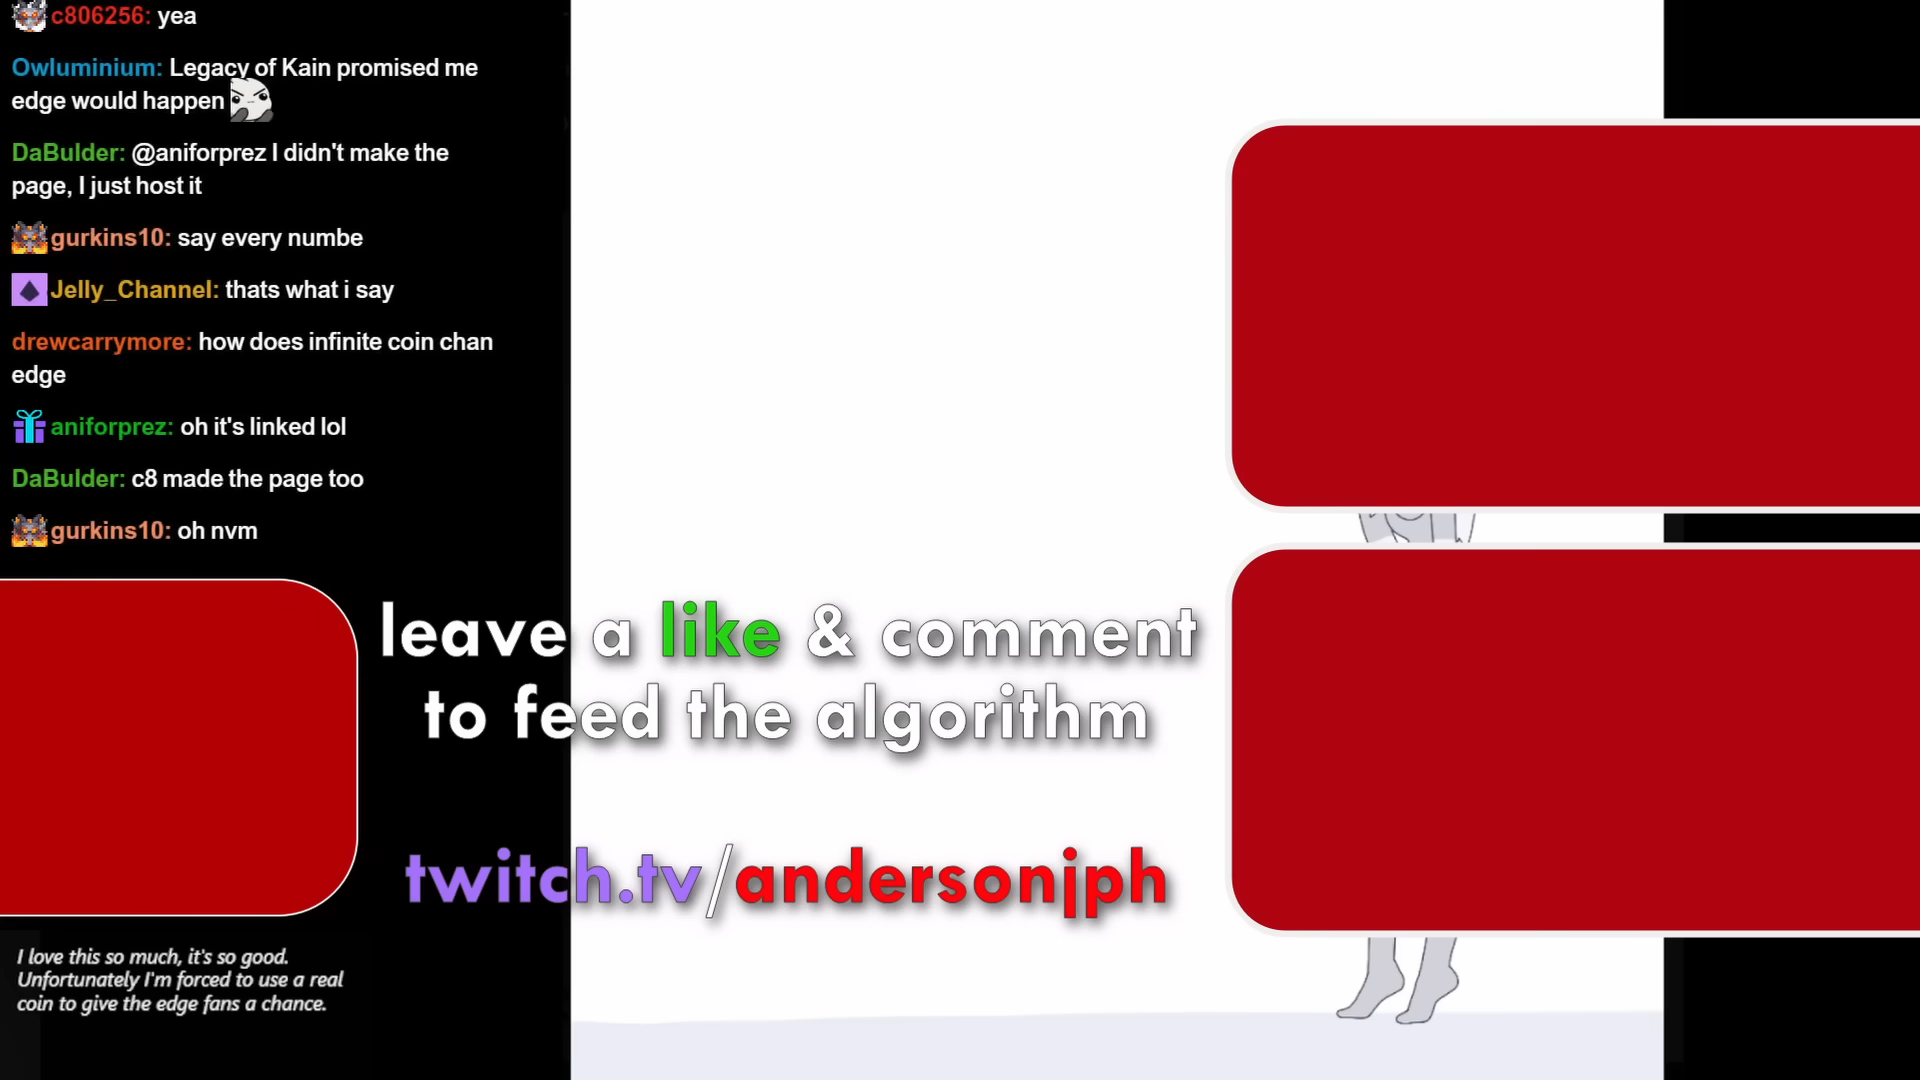 c806256: yea
Owluminium: Legacy of Kain promised me
edge would happen
DaBulder: @aniforprez I didn't make the
page, I just host it
gurkins10: say every numbe
Jelly_Channel: thats what i say
drewcarrymore: how does infinite coin chan
edge
aniforprez: oh it's linked lol
DaBulder: c8 made the page too
gurkins10: oh nvm
leave a like & comment
to feed the algorithm
twitch.tv/andersonjph
I love this so much, it's so good.
Unfortunately I'm forced to use a real
coin to give the edge fans a chance.